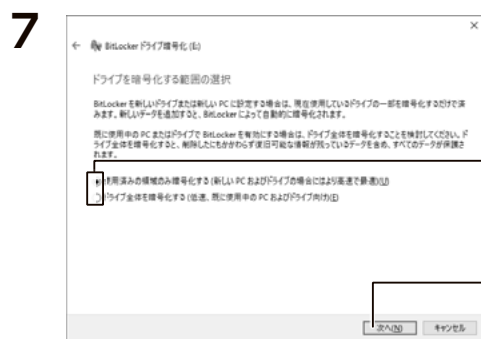 7
BitLocker ドライブ暗号化 (E:)
ドライブを暗号化する範囲の選択
BitLocker を新しいドライブまたは新しい PC に設定する場合は、現在使用しているドライブの一部を暗号化するだけで済
みます。新しいデータを追加すると、BitLocker によって自動的に暗号化されます。
既に使用中の PC またはドライブで BitLocker を有効にする場合は、ドライブ全体を暗号化することを検討してください。ド
ライブ全体を暗号化すると、削除したにもかかわらず復旧可能な情報が残っているデータを含め、すべてのデータが保護さ
れます。
使用済みの領域のみ暗号化する (新しい PC およびドライブの場合にはより高速で最適)(U)
ドライブ全体を暗号化する (低速、既に使用中の PC およびドライブ向け)(E)
次へ(N) キャンセル